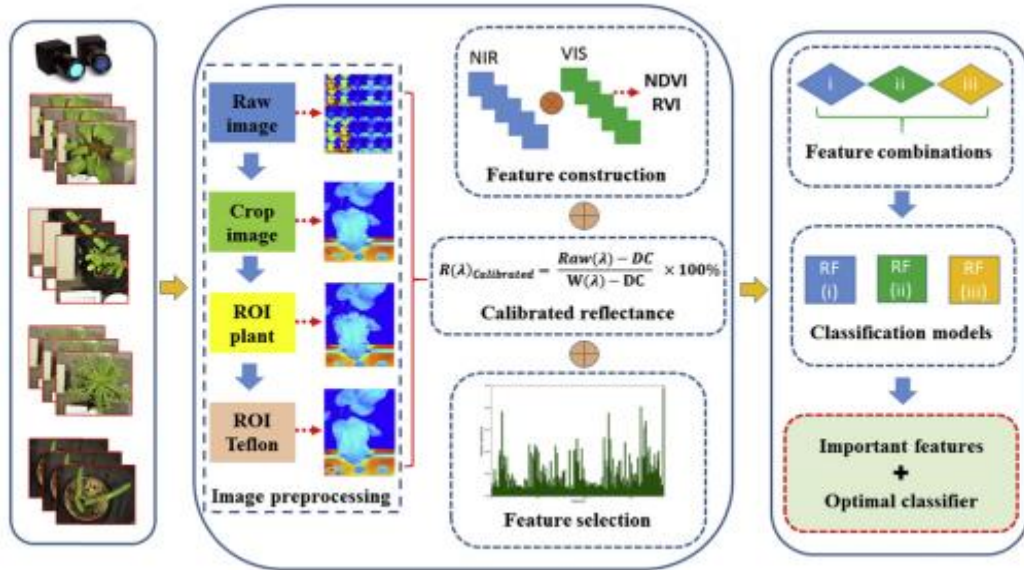 Raw
image
Crop
image
ROI
plant
ROI
Teflon
Image preprocessing
NIR
VIS
NDVI
RVI
Feature construction
R(λ)Calibrated = Raw(λ) − DC / W(λ) − DC × 100%
Calibrated reflectance
Feature selection
i
ii
iii
Feature combinations
RF
(i)
RF
(ii)
RF
(iii)
Classification models
Important features
+
Optimal classifier